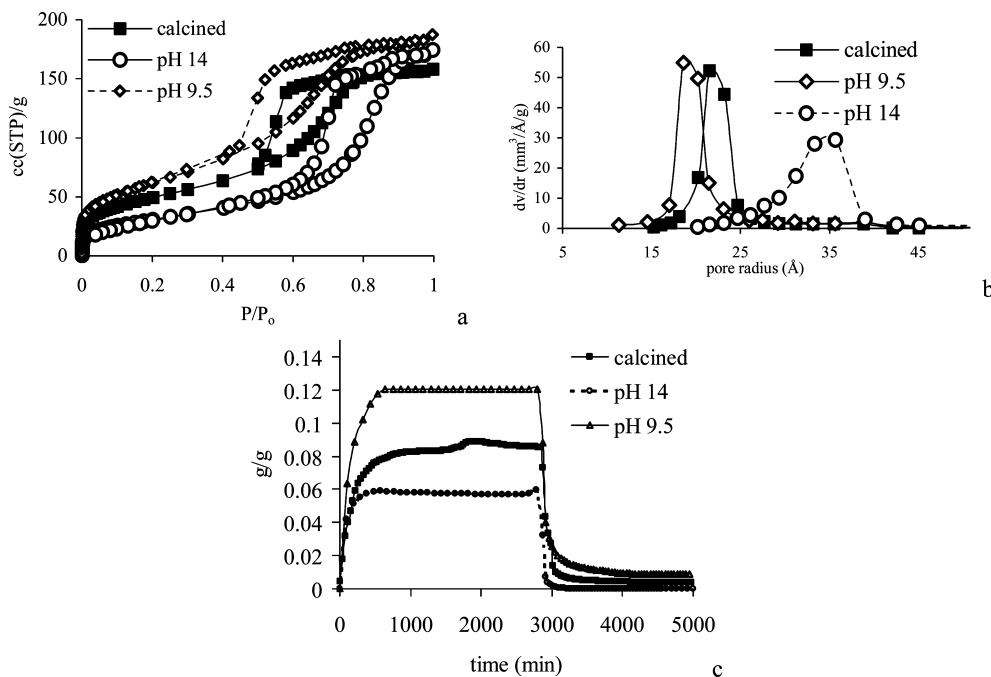 calcined
pH 14
pH 9.5
cc(STP)/g
200
150
100
50
0
0 0.2 0.4 0.6 0.8 1
P/Po
a
calcined
pH 9.5
pH 14
dv/dr (mm³/Å/g)
60
50
40
30
20
10
0
5 15 25 35 45
pore radius (Å)
b
calcined
pH 14
pH 9.5
g/g
0.14
0.12
0.1
0.08
0.06
0.04
0.02
0
0 1000 2000 3000 4000 5000
time (min)
c